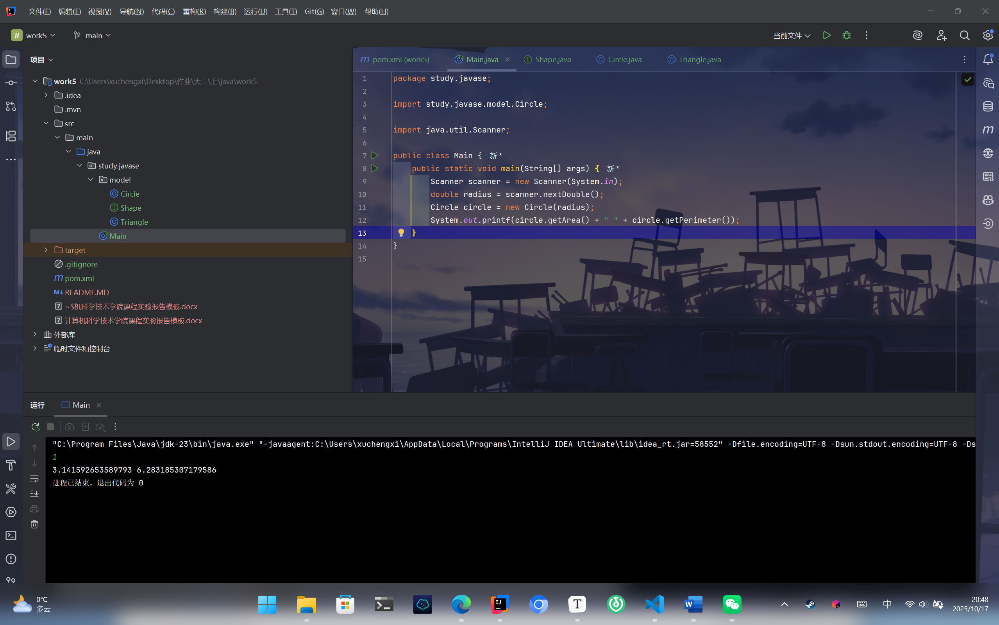 文件(F) 编辑(E) 视图(V) 导航(N) 代码(C) 重构(R) 构建(B) 运行(U) 工具(T) Git(G) 窗口(W) 帮助(H)
W work5 main 当前文件
项目
work5 C:\Users\xuchengxi\Desktop\作业\大二\上\java\work5
.idea
.mvn
src
main
java
study.javase
model
Circle
Shape
Triangle
Main
target
.gitignore
pom.xml
README.MD
~$机科学技术学院课程实验报告模板.docx
计算机科学技术学院课程实验报告模板.docx
外部库
临时文件和控制台
pom.xml (work5) Main.java Shape.java Circle.java Triangle.java
1 package study.javase;
2
3 import study.javase.model.Circle;
4
5 import java.util.Scanner;
6
7 public class Main { 新*
8 public static void main(String[] args) { 新*
9 Scanner scanner = new Scanner(System.in);
10 double radius = scanner.nextDouble();
11 Circle circle = new Circle(radius);
12 System.out.printf(circle.getArea() + " " + circle.getPerimeter());
13 }
14 }
15
运行 Main
"C:\Program Files\Java\jdk-23\bin\java.exe" "-javaagent:C:\Users\xuchengxi\AppData\Local\Programs\IntelliJ IDEA Ultimate\lib\idea_rt.jar=58552" -Dfile.encoding=UTF-8 -Dsun.stdout.encoding=UTF-8 -Ds
1
3.141592653589793 6.283185307179586
进程已结束，退出代码为 0
0°C
多云
中
20:48
2025/10/17